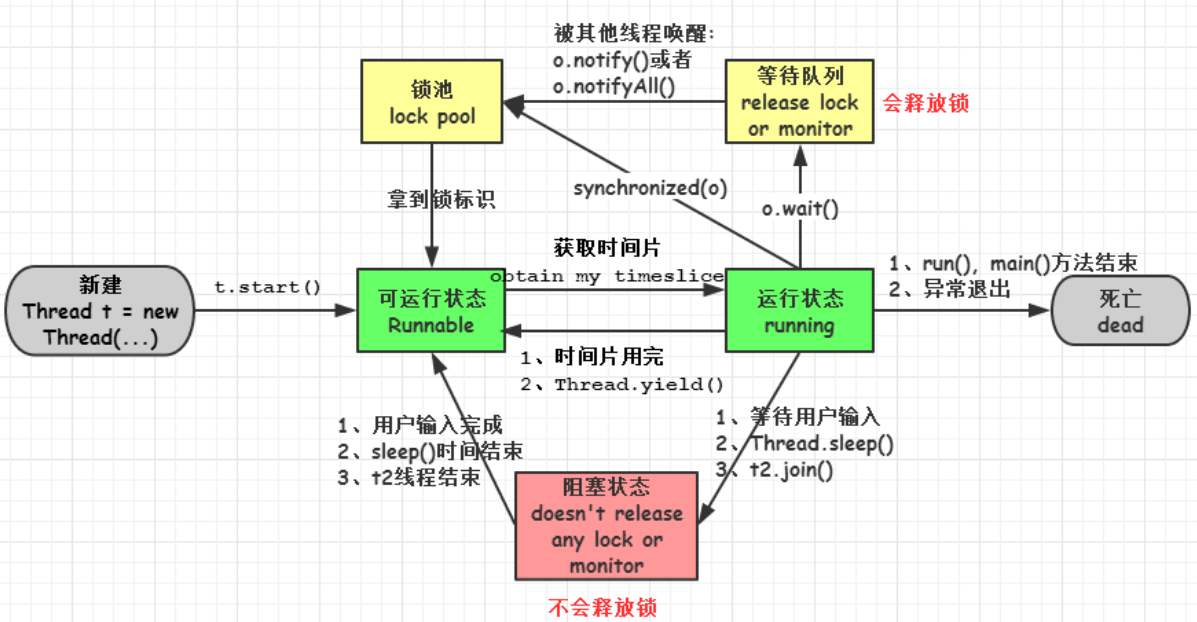 被其他线程唤醒:
o.notify()或者
o.notifyAll()
锁池
lock pool
等待队列
release lock
or monitor
会释放锁
拿到锁标识
synchronized(o)
o.wait()
新建
Thread t = new
Thread(...)
t.start()
可运行状态
Runnable
获取时间片
obtain my timeslice
1、时间片用完
2、Thread.yield()
运行状态
running
1、run(), main()方法结束
2、异常退出
死亡
dead
1、用户输入完成
2、sleep()时间结束
3、t2线程结束
1、等待用户输入
2、Thread.sleep()
3、t2.join()
阻塞状态
doesn't release
any lock or
monitor
不会释放锁